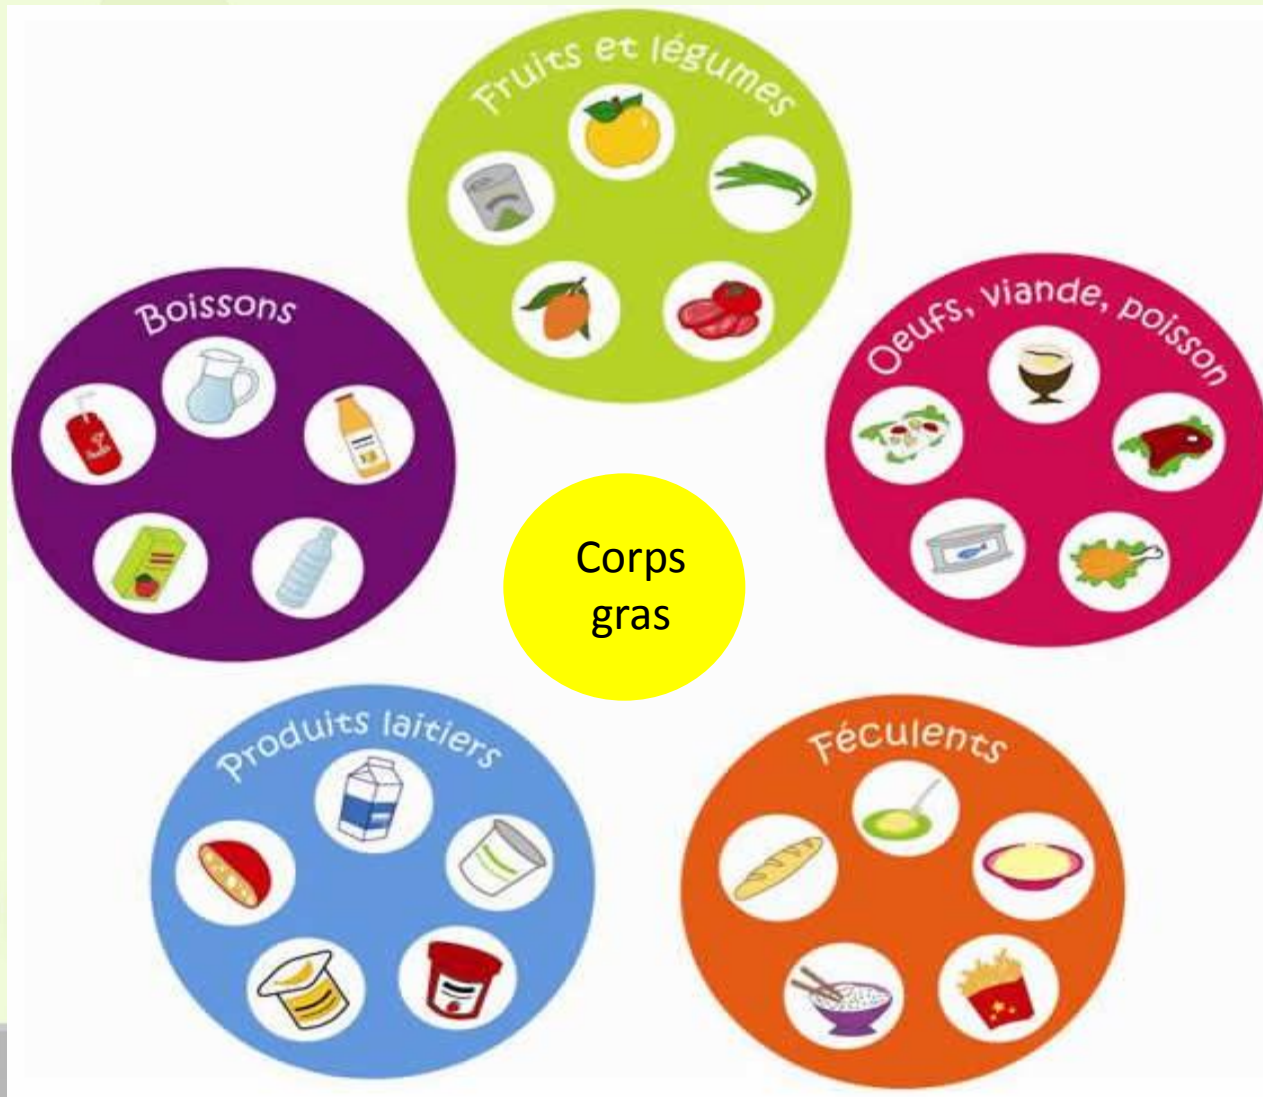 Fruits et légumes
Boissons
Oeufs, viande, poisson
Corps
gras
Produits laitiers
Féculents